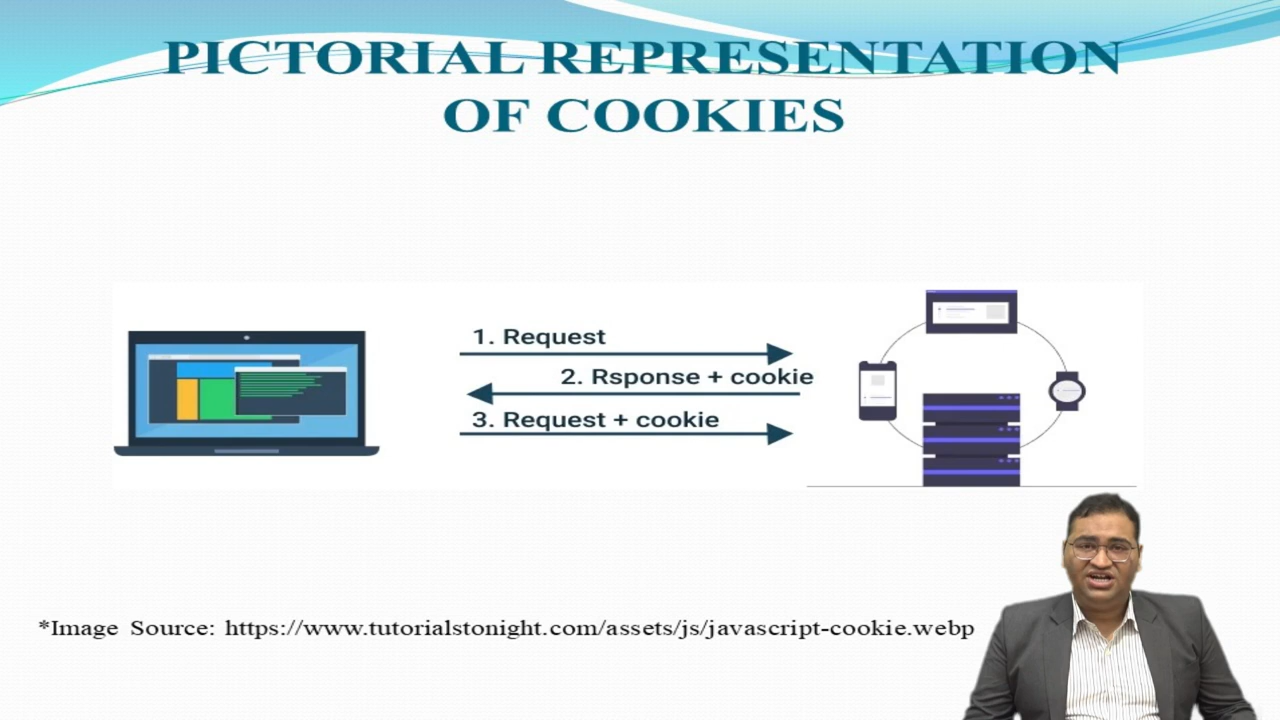 PICTORIAL REPRESENTATION
OF COOKIES
1. Request
2. Rsponse + cookie
3. Request + cookie
*Image Source: https://www.tutorialstonight.com/assets/js/javascript-cookie.webp